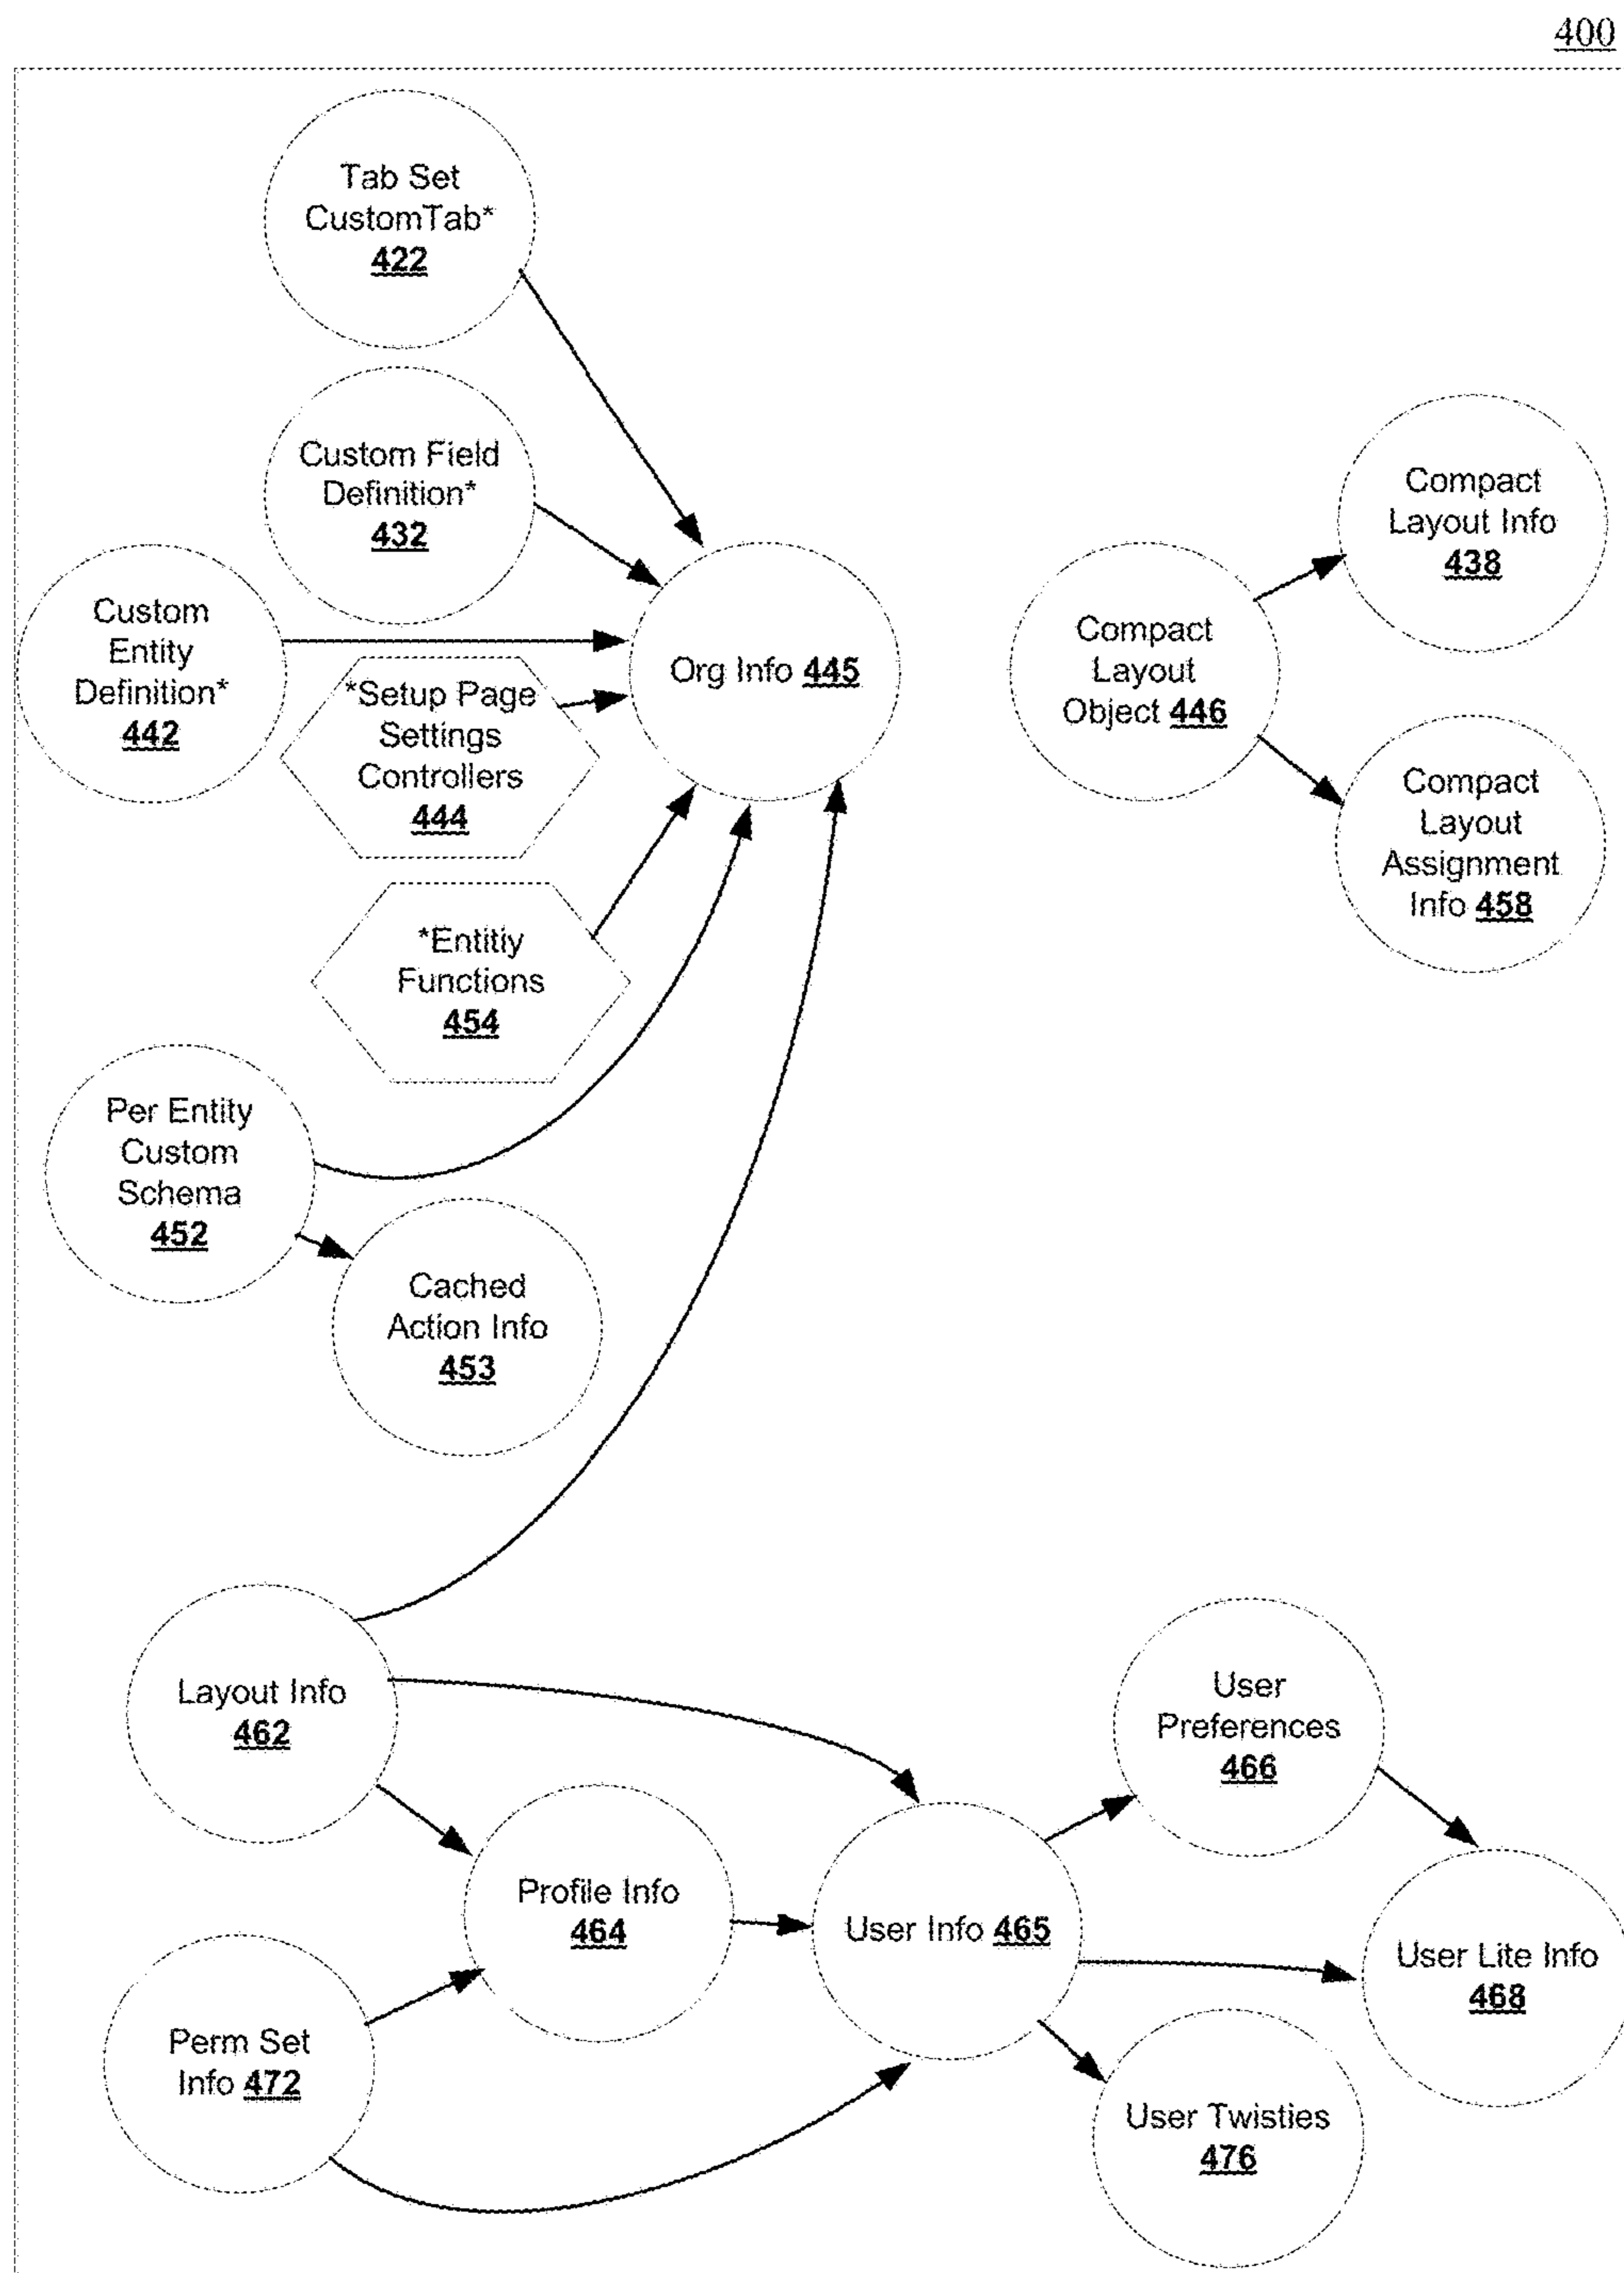 400
Tab Set
CustomTab*
422
Custom Field
Definition*
432
Custom
Entity
Definition*
442
*Setup Page
Settings
Controllers
444
Org Info 445
Compact
Layout
Object 446
Compact
Layout Info
438
Compact
Layout
Assignment
Info 458
*Entitiy
Functions
454
Per Entity
Custom
Schema
452
Cached
Action Info
453
Layout Info
462
Profile Info
464
User Info 465
User
Preferences
466
User Lite Info
468
Perm Set
Info 472
User Twisties
476